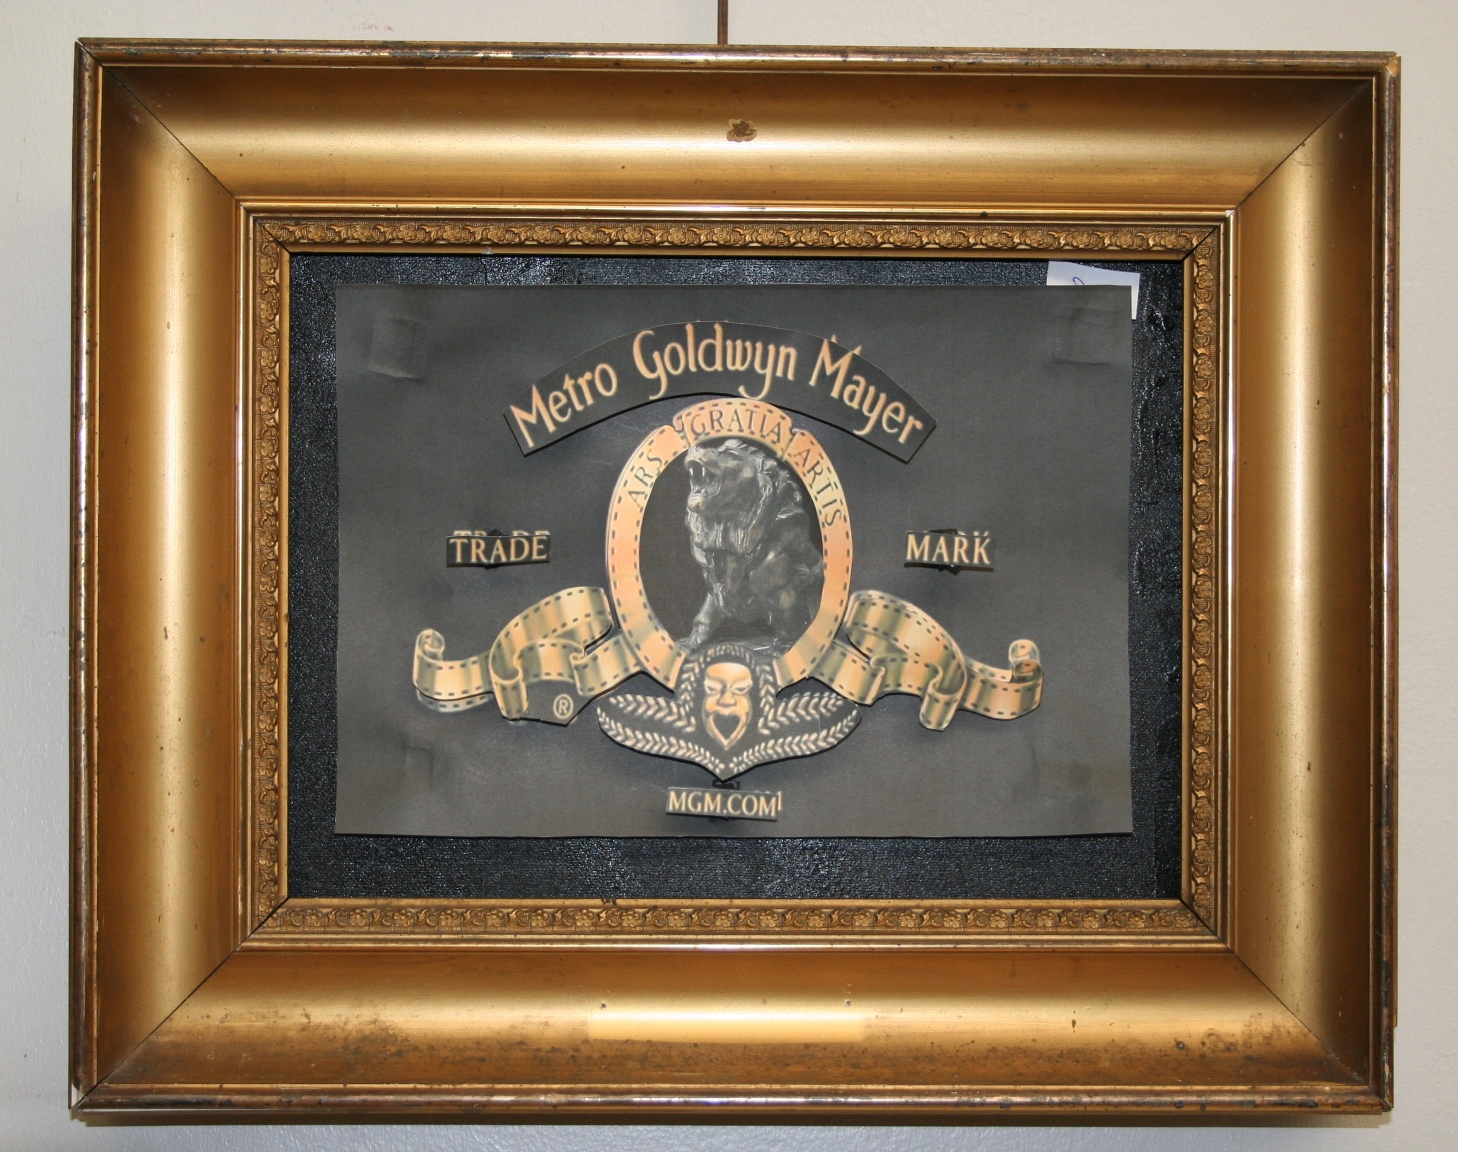 Metro Goldwyn Mayer
ARS GRATIA ARTIS
TRADE MARK
®
MGM.COM